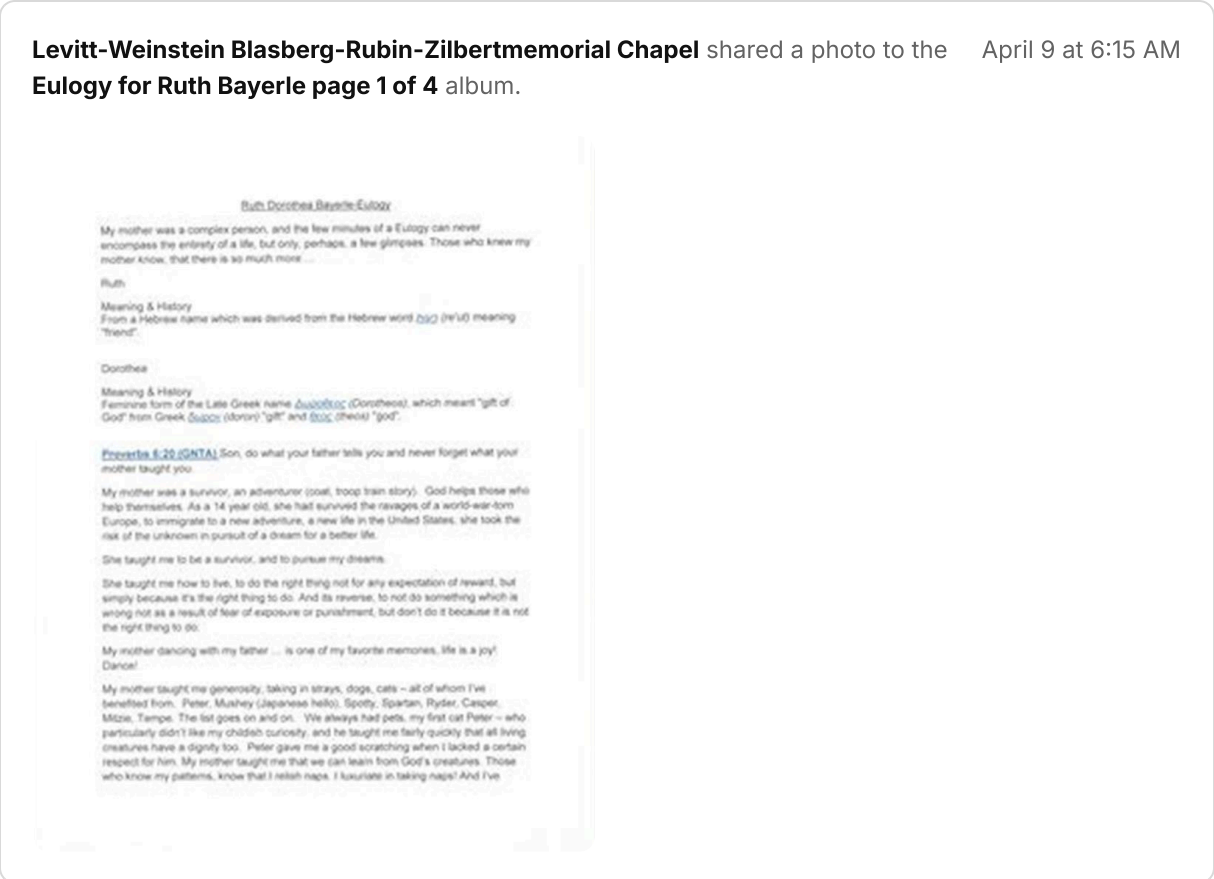 Levitt-Weinstein Blasberg-Rubin-Zilbertmemorial Chapel shared a photo to the
April 9 at 6:15 AM
Eulogy for Ruth Bayerle page 1 of 4 album.
Ruth Dorothea Bayerle-Eulogy
My mother was a complex person, and the few minutes of a Eulogy can never
encompass the entirety of a life, but only, perhaps, a few glimpses. Those who knew my
mother know, that there is so much more ...
Ruth
Meaning & History
From a Hebrew name which was derived from the Hebrew word (re'ut) meaning
"friend".
Dorothea
Meaning & History
Feminine form of the Late Greek name (Dorotheos), which meant "gift of
God" from Greek (doron) "gift" and (theos) "god".
Proverbs 6:20 (GNTA) Son, do what your father tells you and never forget what your
mother taught you
My mother was a survivor, an adventurer (coat, troop train story). God helps those who
help themselves. As a 14 year old, she had survived the ravages of a world-war-torn
Europe, to immigrate to a new adventure, a new life in the United States, she took the
risk of the unknown in pursuit of a dream for a better life.
She taught me to be a survivor, and to pursue my dreams.
She taught me how to live, to do the right thing not for any expectation of reward, but
simply because it's the right thing to do. And its reverse, to not do something which is
wrong not as a result of fear of exposure or punishment, but don't do it because it is not
the right thing to do.
My mother dancing with my father ... is one of my favorite memories, life is a joy!
Dance!
My mother taught me generosity, taking in strays, dogs, cats – all of whom I've
benefited from. Peter, Mushey (Japanese hello), Spotty, Spartan, Ryder, Casper,
Mitzie, Tempe. The list goes on and on. We always had pets, my first cat Peter – who
particularly didn't like my childish curiosity, and he taught me fairly quickly that all living
creatures have a dignity too. Peter gave me a good scratching when I lacked a certain
respect for him. My mother taught me that we can learn from God's creatures. Those
who know my patterns, know that I relish naps. I luxuriate in taking naps! And I've